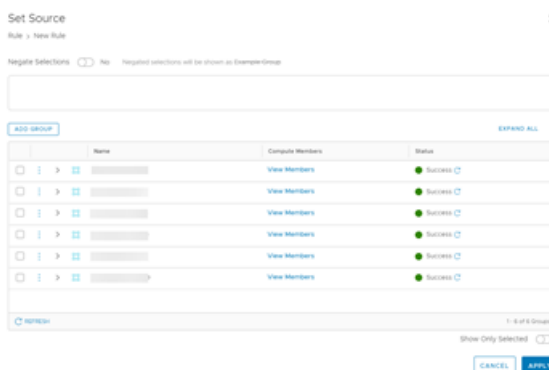 Set Source
Rule > New Rule
Negate Selections No Negated selections will be shown as Example Group
ADD GROUP EXPAND ALL
Name Compute Members Status
View Members Success
View Members Success
View Members Success
View Members Success
View Members Success
View Members Success
REFRESH 1 - 6 of 6 Groups
Show Only Selected
CANCEL APPLY